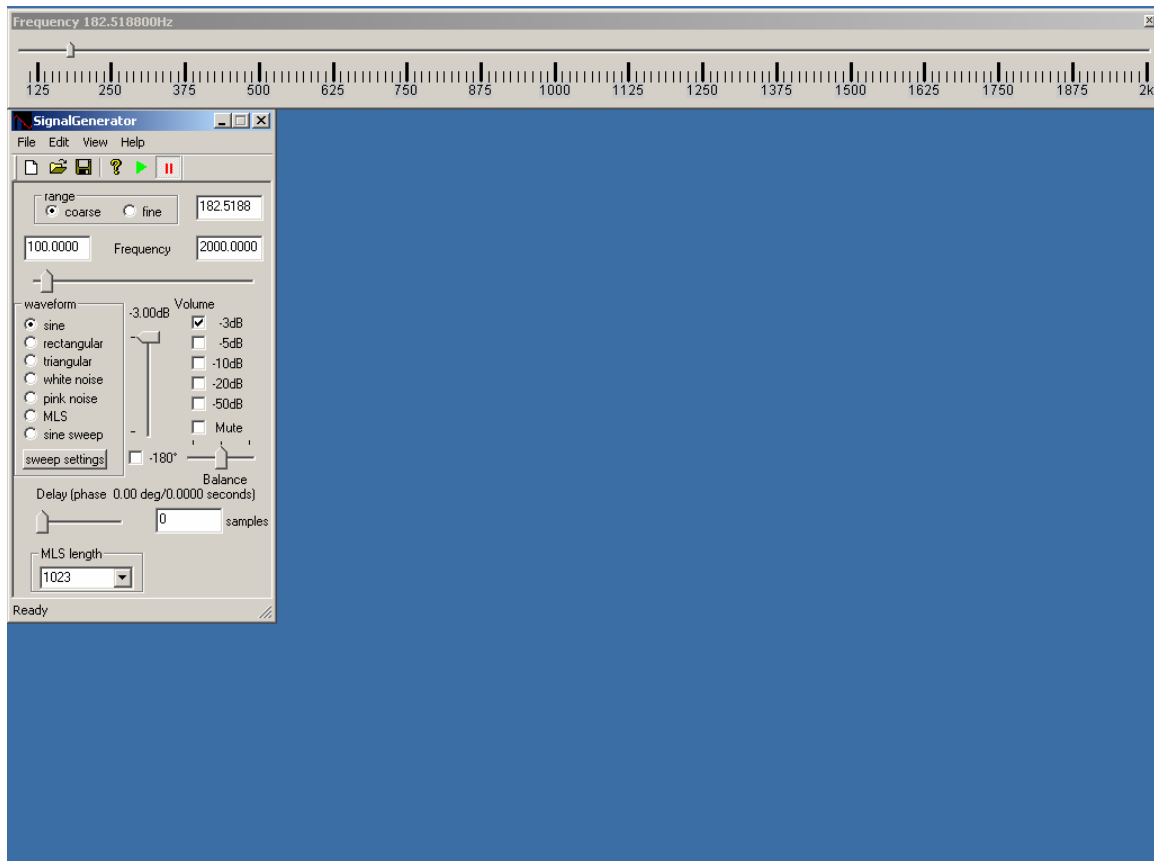 Frequency 182.518800Hz
125 250 375 500 625 750 875 1000 1125 1250 1375 1500 1625 1750 1875 2k
SignalGenerator
File Edit View Help
range
coarse fine 182.5188
100.0000 Frequency 2000.0000
waveform
sine
rectangular
triangular
white noise
pink noise
MLS
sine sweep
sweep settings
-3.00dB
Volume
-3dB
-5dB
-10dB
-20dB
-50dB
Mute
-180°
Balance
Delay (phase 0.00 deg/0.0000 seconds)
0 samples
MLS length
1023
Ready